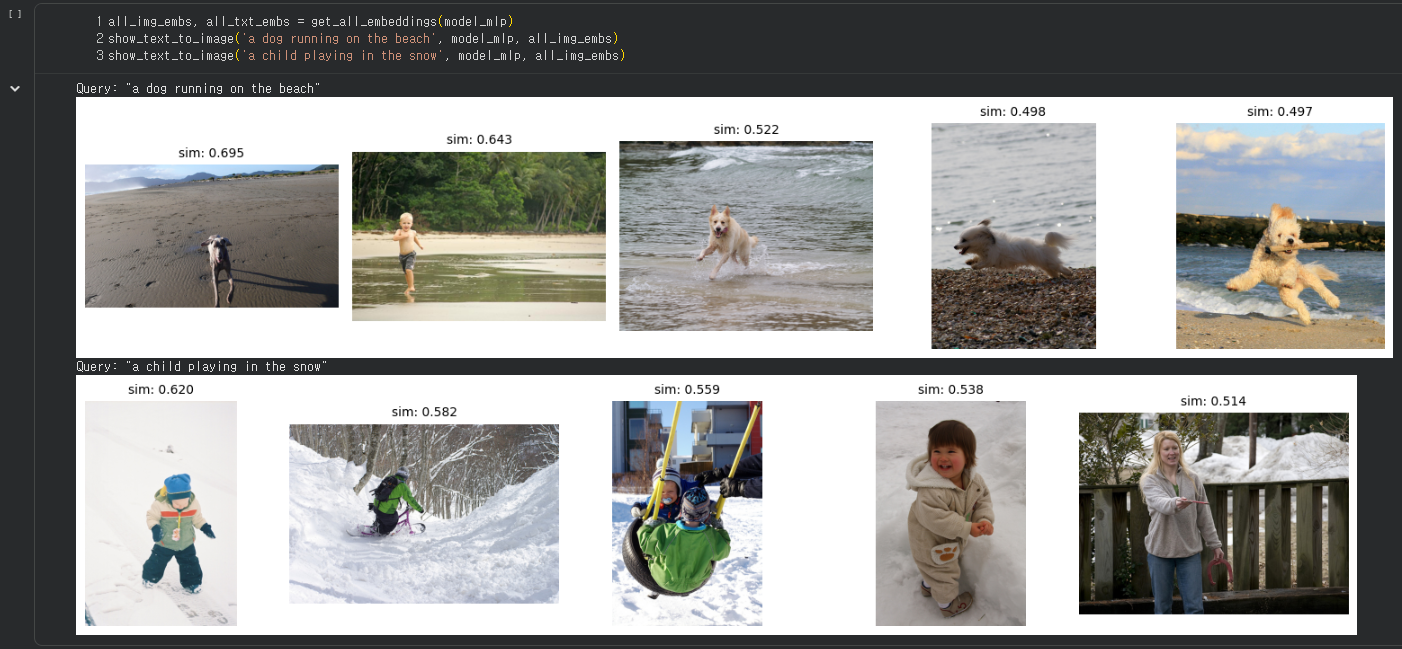 [ ]
1 all_img_embs, all_txt_embs = get_all_embeddings(model_mlp)
2 show_text_to_image('a dog running on the beach', model_mlp, all_img_embs)
3 show_text_to_image('a child playing in the snow', model_mlp, all_img_embs)
Query: "a dog running on the beach"
sim: 0.695
sim: 0.643
sim: 0.522
sim: 0.498
sim: 0.497
Query: "a child playing in the snow"
sim: 0.620
sim: 0.582
sim: 0.559
sim: 0.538
sim: 0.514